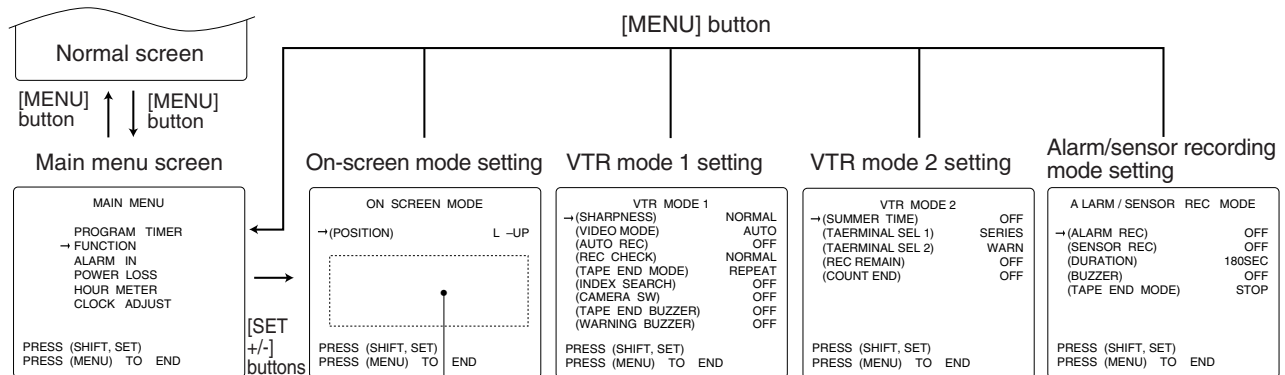 [MENU] button
Normal screen
[MENU]
button
[MENU]
button
Main menu screen
MAIN MENU
PROGRAM TIMER
→ FUNCTION
ALARM IN
POWER LOSS
HOUR METER
CLOCK ADJUST
PRESS (SHIFT, SET)
PRESS (MENU) TO END
[SET
+/-]
buttons
On-screen mode setting
ON SCREEN MODE
→ (POSITION) L –UP
PRESS (SHIFT, SET)
PRESS (MENU) TO END
VTR mode 1 setting
VTR MODE 1
→ (SHARPNESS) NORMAL
(VIDEO MODE) AUTO
(AUTO REC) OFF
(REC CHECK) NORMAL
(TAPE END MODE) REPEAT
(INDEX SEARCH) OFF
(CAMERA SW) OFF
(TAPE END BUZZER) OFF
(WARNING BUZZER) OFF
PRESS (SHIFT, SET)
PRESS (MENU) TO END
VTR mode 2 setting
VTR MODE 2
→ (SUMMER TIME) OFF
(TAERMINAL SEL 1) SERIES
(TAERMINAL SEL 2) WARN
(REC REMAIN) OFF
(COUNT END) OFF
PRESS (SHIFT, SET)
PRESS (MENU) TO END
Alarm/sensor recording
mode setting
A LARM / SENSOR REC MODE
→ (ALARM REC) OFF
(SENSOR REC) OFF
(DURATION) 180SEC
(BUZZER) OFF
(TAPE END MODE) STOP
PRESS (SHIFT, SET)
PRESS (MENU) TO END